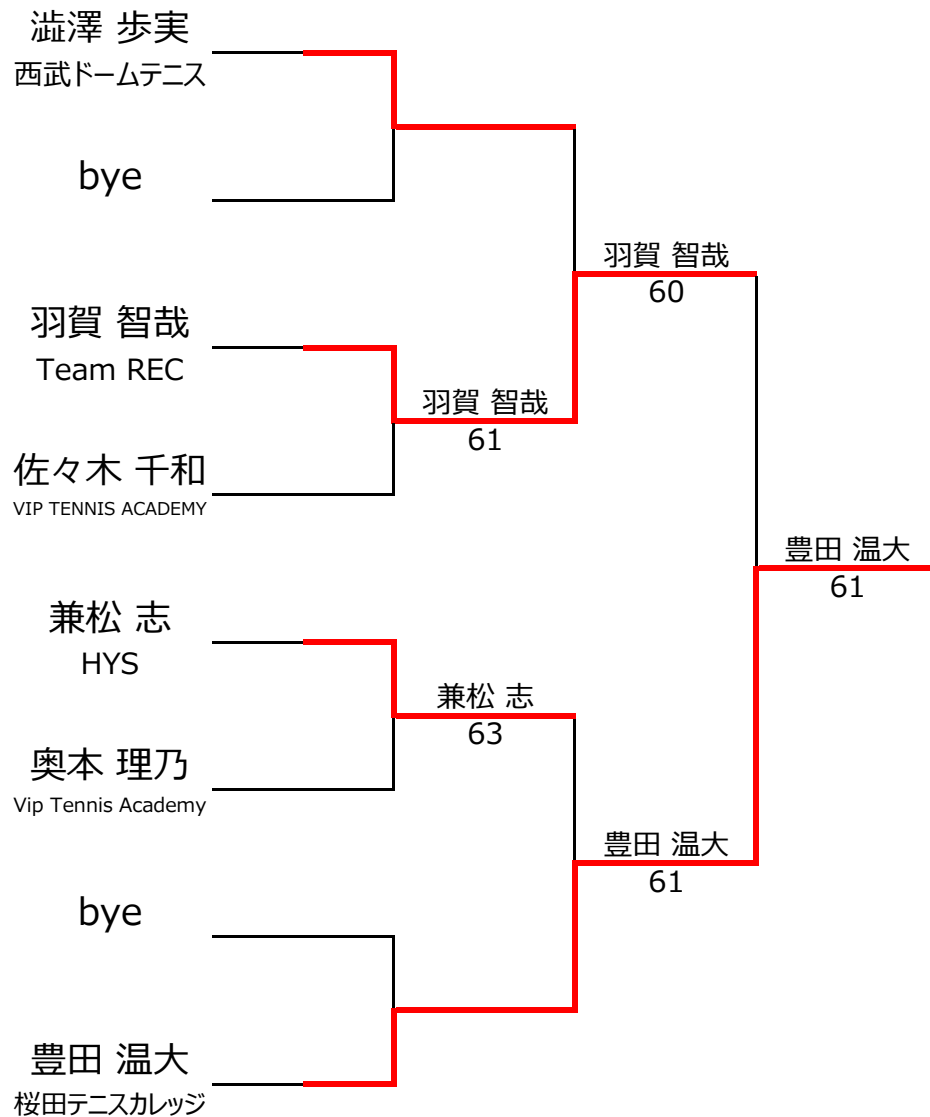 澁澤 歩実
西武ドームテニス
bye
羽賀 智哉
60
羽賀 智哉
Team REC
羽賀 智哉
61
佐々木 千和
VIP TENNIS ACADEMY
豊田 温大
61
兼松 志
HYS
兼松 志
63
奥本 理乃
Vip Tennis Academy
豊田 温大
61
bye
豊田 温大
桜田テニスカレッジ